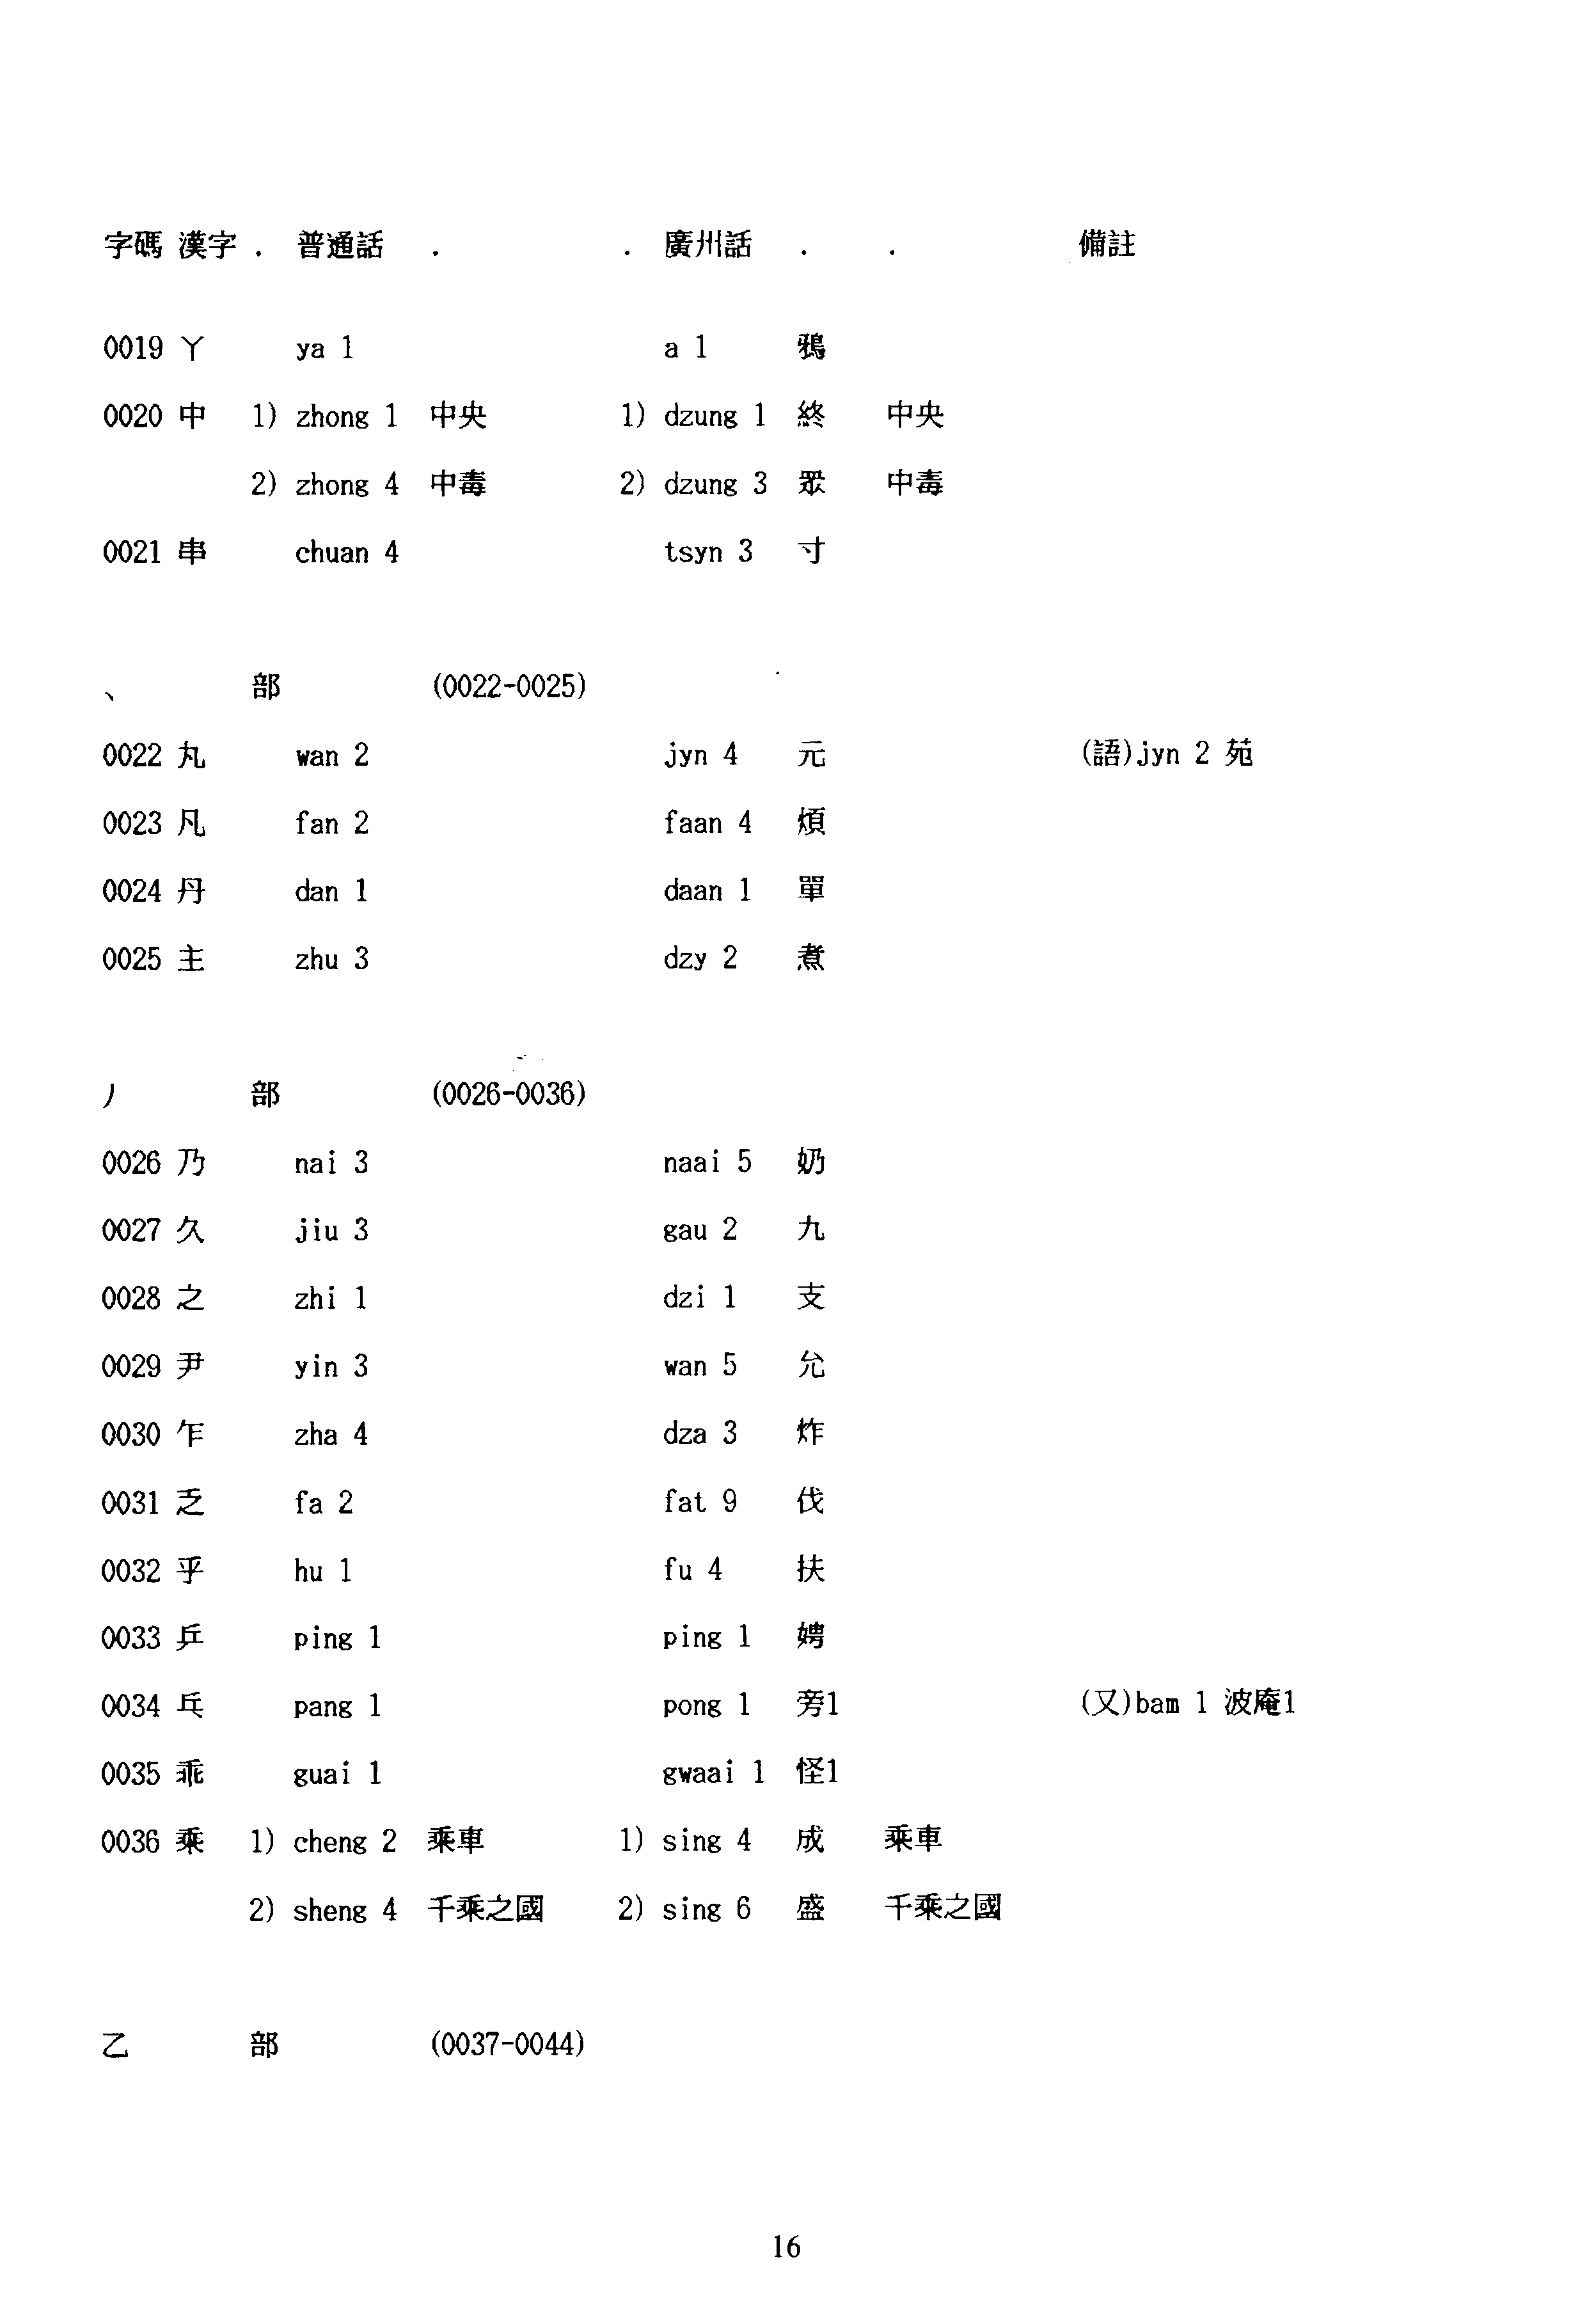 字碼 漢字 . 普通話 . . 廣州話 . . 備註
0019 丫 ya 1 a 1 鴉
0020 中 1) zhong 1 中央 1) dzung 1 終 中央
2) zhong 4 中毒 2) dzung 3 眾 中毒
0021 串 chuan 4 tsyn 3 寸
、 部 (0022-0025)
0022 丸 wan 2 jyn 4 元 (語)jyn 2 苑
0023 凡 fan 2 faan 4 煩
0024 丹 dan 1 daan 1 單
0025 主 zhu 3 dzy 2 煮
丿 部 (0026-0036)
0026 乃 nai 3 naai 5 奶
0027 久 jiu 3 gau 2 九
0028 之 zhi 1 dzi 1 支
0029 尹 yin 3 wan 5 允
0030 乍 zha 4 dza 3 炸
0031 乏 fa 2 fat 9 伐
0032 乎 hu 1 fu 4 扶
0033 乒 ping 1 ping 1 娉
0034 乓 pang 1 pong 1 旁1 (又)bam 1 波庵1
0035 乖 guai 1 gwaai 1 怪1
0036 乘 1) cheng 2 乘車 1) sing 4 成 乘車
2) sheng 4 千乘之國 2) sing 6 盛 千乘之國
乙 部 (0037-0044)
16